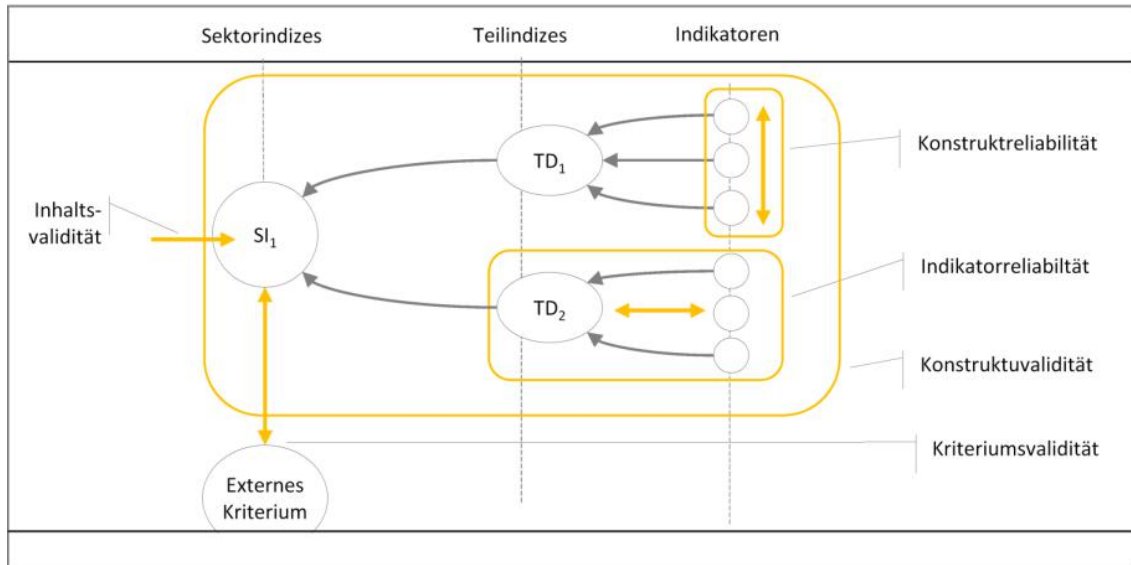 Sektorindizes
Teilindizes
Indikatoren
TD1
Konstruktreliabilität
Inhalts-
validität
SI1
Indikatorreliabiltät
TD2
Konstruktuvalidität
Kriteriumsvalidität
Externes
Kriterium